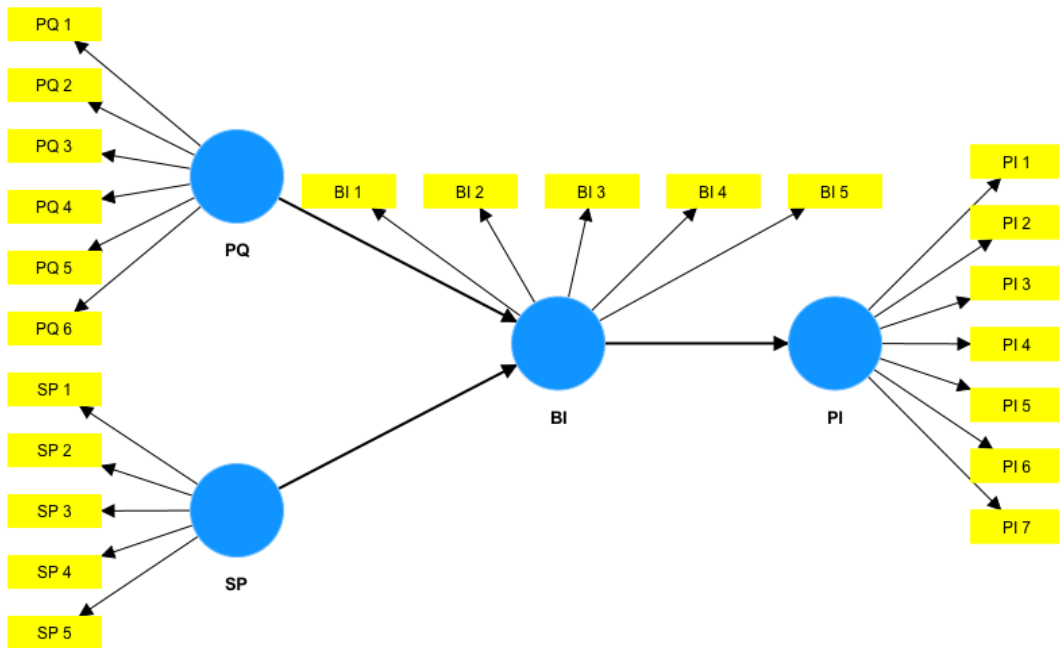 PQ 1
PQ 2
PQ 3
PQ 4
PQ 5
PQ 6
PQ
SP 1
SP 2
SP 3
SP 4
SP 5
SP
BI 1
BI 2
BI 3
BI 4
BI 5
BI
PI 1
PI 2
PI 3
PI 4
PI 5
PI 6
PI 7
PI